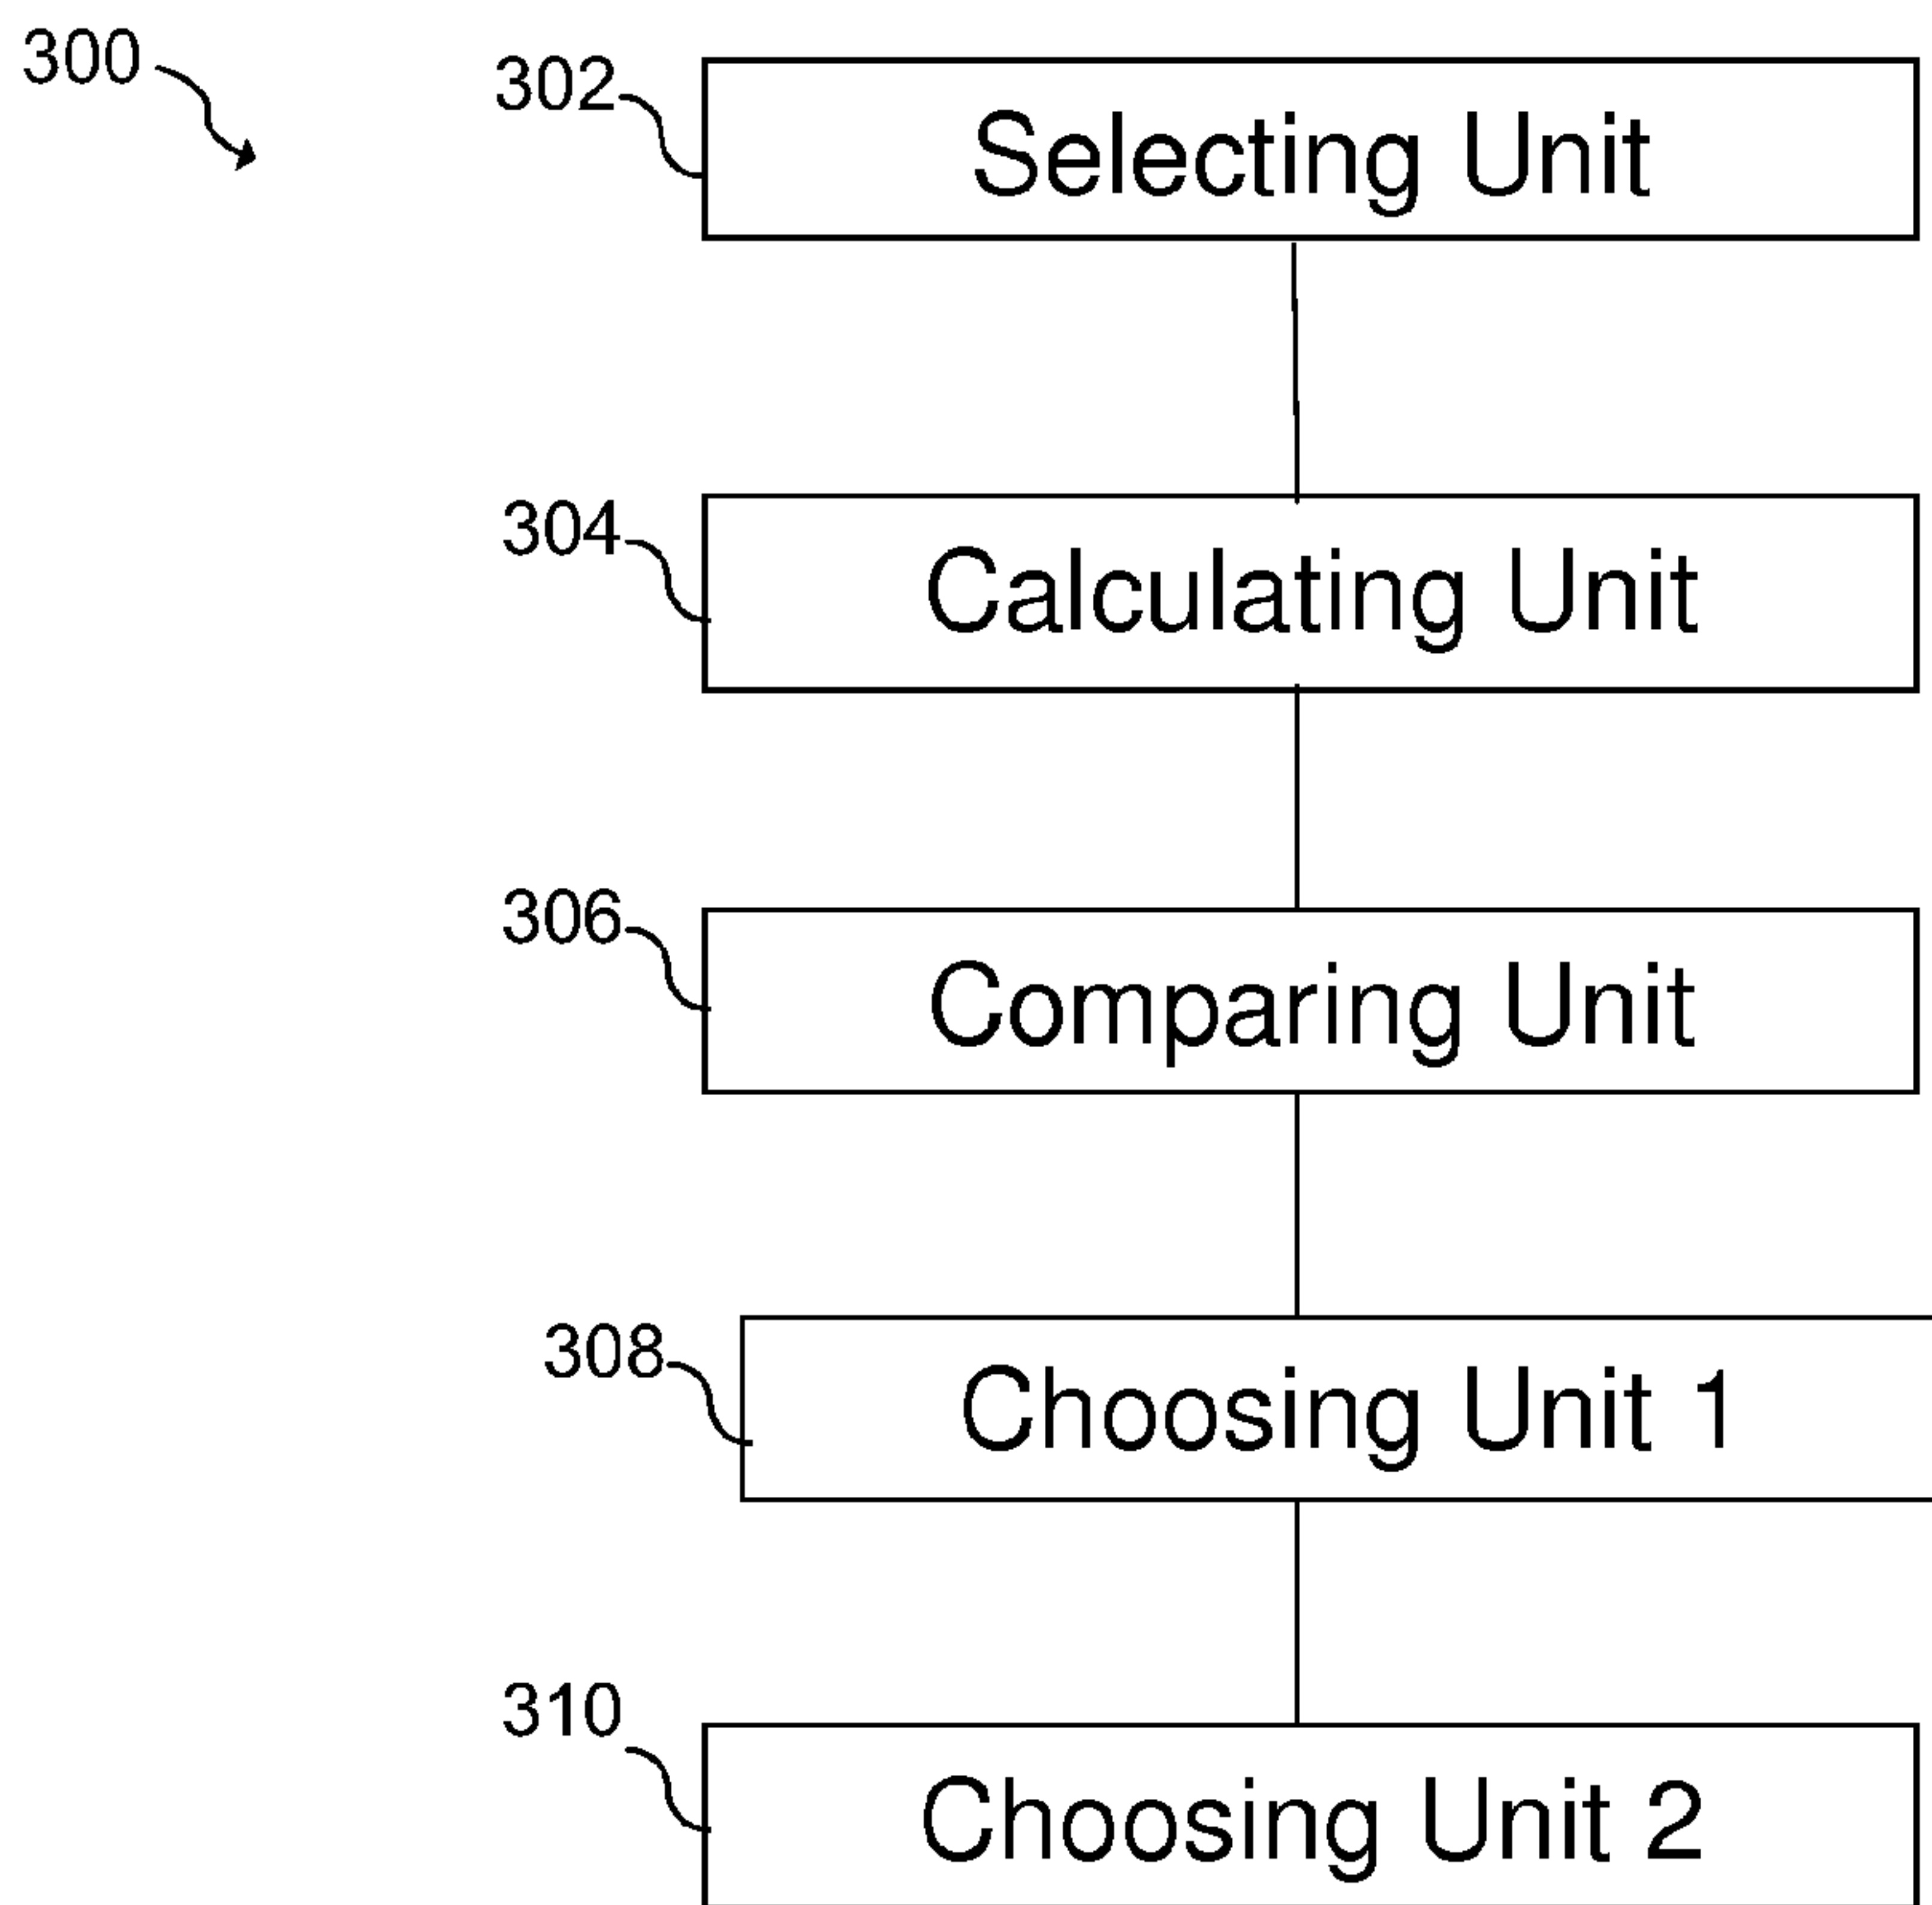 300
302
Selecting Unit
304
Calculating Unit
306
Comparing Unit
308
Choosing Unit 1
310
Choosing Unit 2